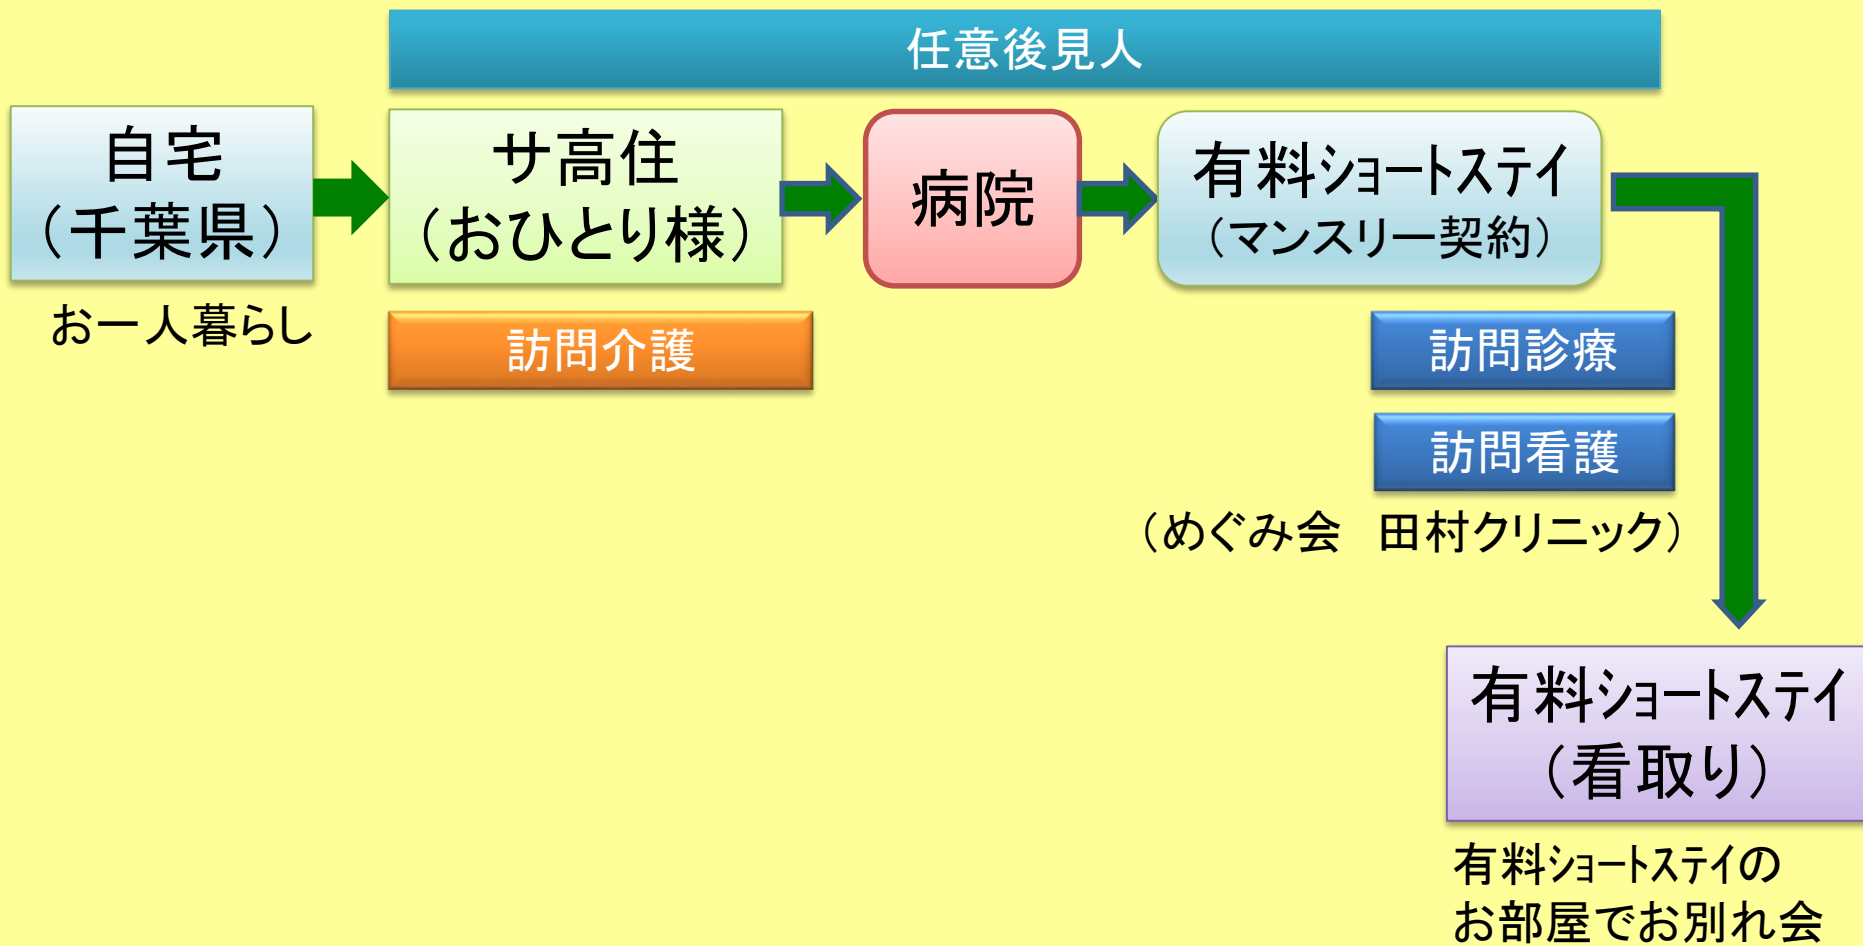 任意後見人
自宅
（千葉県）
お一人暮らし
サ高住
（おひとり様）
訪問介護
病院
有料ショートステイ
（マンスリー契約）
訪問診療
訪問看護
（めぐみ会　田村クリニック）
有料ショートステイ
（看取り）
有料ショートステイの
お部屋でお別れ会